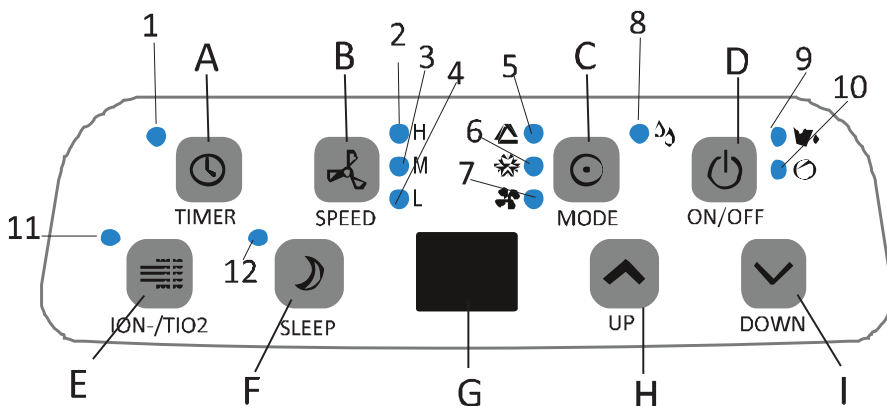 1 A B 2 3 4 5 8 C D 9 10
H
6 M
7 L
TIMER SPEED MODE ON/OFF
11 12
ION-/TIO2 SLEEP UP DOWN
E F G H I